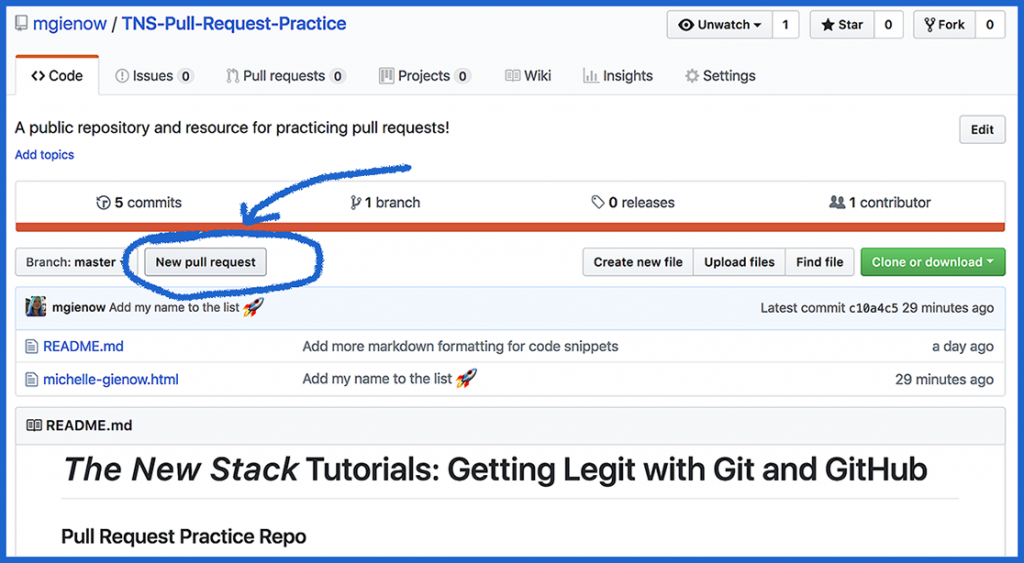 mgienow / TNS-Pull-Request-Practice Unwatch 1 Star 0 Fork 0
Code Issues 0 Pull requests 0 Projects 0 Wiki Insights Settings
A public repository and resource for practicing pull requests! Edit
Add topics
5 commits 1 branch 0 releases 1 contributor
Branch: master New pull request Create new file Upload files Find file Clone or download
mgienow Add my name to the list 🚀 Latest commit c10a4c5 29 minutes ago
README.md Add more markdown formatting for code snippets a day ago
michelle-gienow.html Add my name to the list 🚀 29 minutes ago
README.md
The New Stack Tutorials: Getting Legit with Git and GitHub
Pull Request Practice Repo